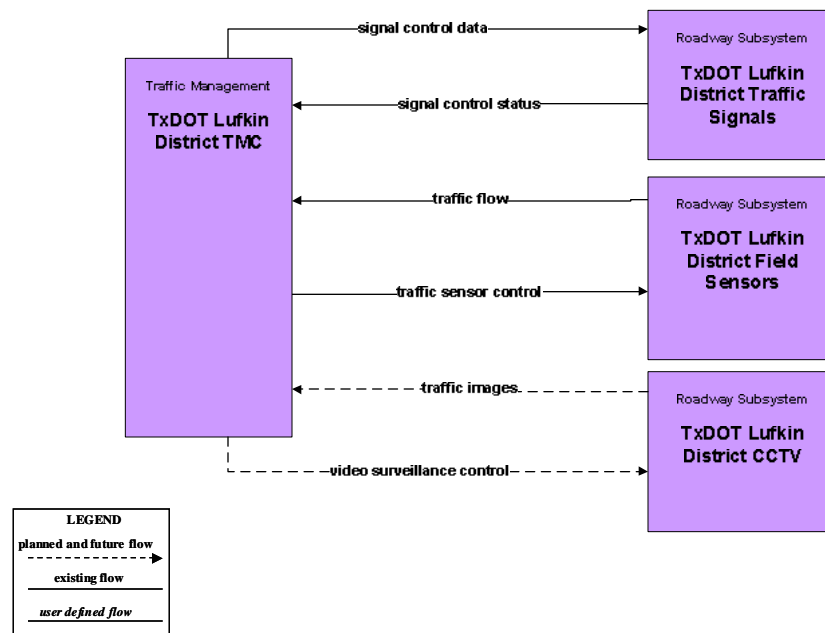 signal control data
Roadway Subsystem
TxDOT Lufkin
District Traffic
Signals
Traffic Management
TxDOT Lufkin
District TMC
signal control status
traffic flow
Roadway Subsystem
TxDOT Lufkin
District Field
Sensors
traffic sensor control
traffic images
Roadway Subsystem
TxDOT Lufkin
District CCTV
video surveillance control
LEGEND
planned and future flow
existing flow
user defined flow